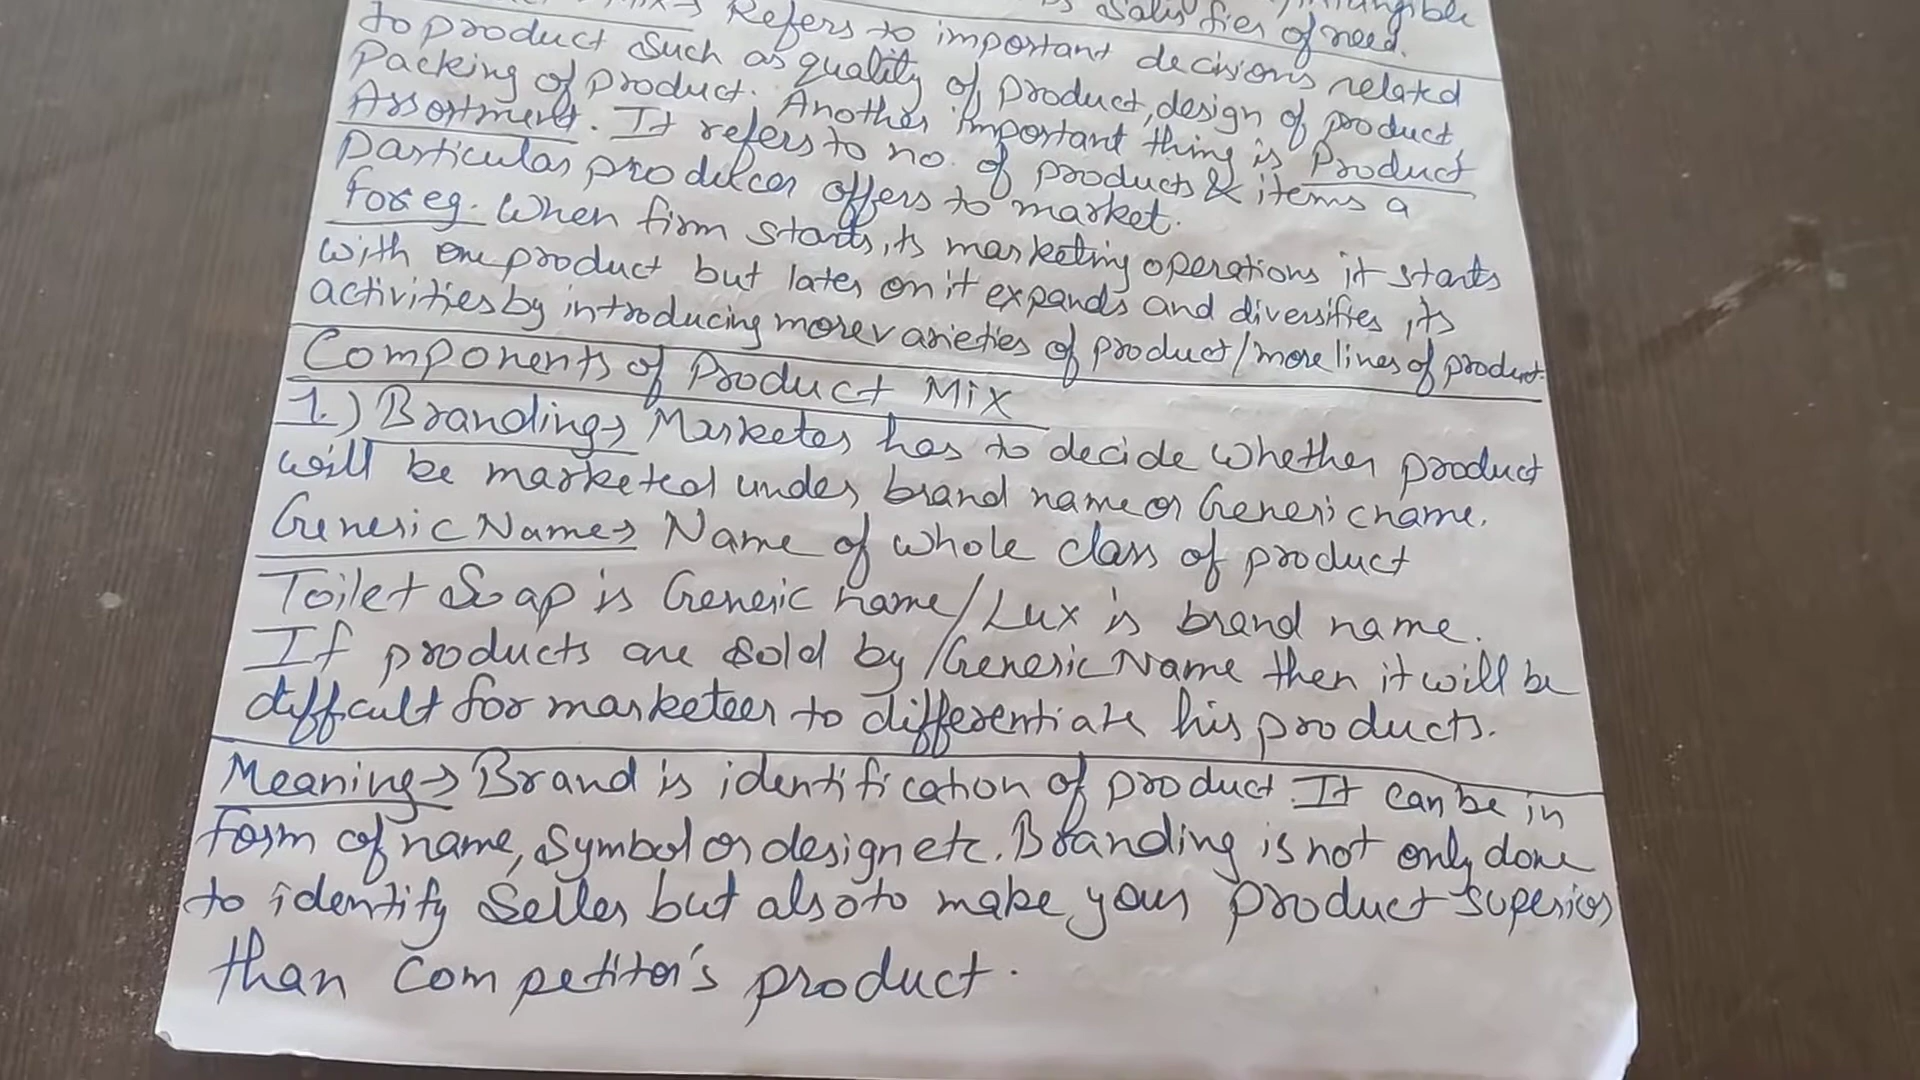 satisfies of need.
Mix→ Refers to important decisions related
to product such as quality of product, design of product,
Packing of product. Another important thing is Product
Assortment. It refers to no. of products & items a
particular producer offers to market.
For eg. When firm starts, its marketing operations it starts
with one product but later on it expands and diversifies its
activities by introducing more varieties of product/more lines of product.
Components of Product Mix
1.) Branding→ Marketer has to decide whether product
will be marketed under brand name or Generic name.
Generic Name→ Name of whole class of product
Toilet Soap is Generic name/Lux is brand name.
If products are sold by /Generic Name then it will be
difficult for marketeer to differentiate his products.
Meaning→ Brand is identification of product. It can be in
form of name, symbol or design etc. Branding is not only done
to identify Seller but also to make your product superior
than competitor's product.